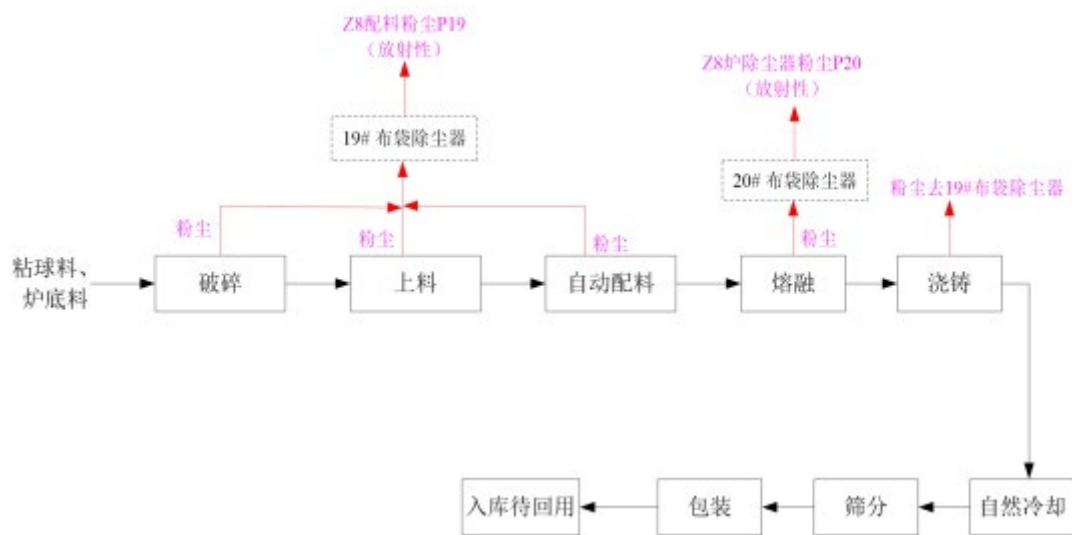 Z8配料粉尘P19
（放射性）
Z8炉除尘器粉尘P20
（放射性）
19# 布袋除尘器
20# 布袋除尘器
粉尘去19#布袋除尘器
粉尘
粉尘
粉尘
粉尘
粘球料、
炉底料
破碎
上料
自动配料
熔融
浇铸
入库待回用
包装
筛分
自然冷却